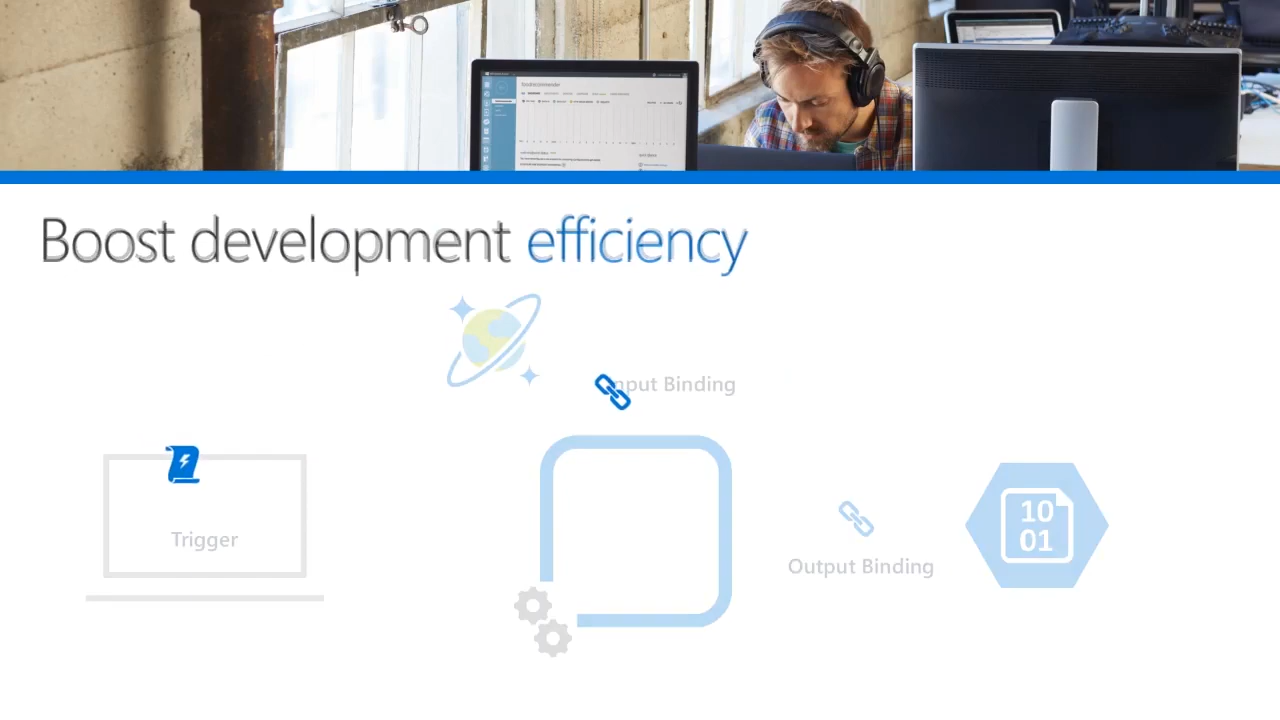 Boost development efficiency
nput Binding
Trigger
10
01
Output Binding